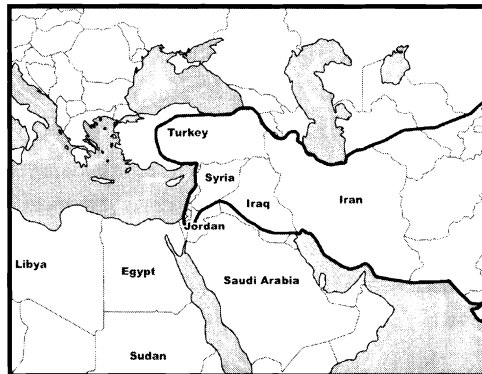 Turkey
Syria
Iraq
Iran
Jordan
Libya
Egypt
Saudi Arabia
Sudan